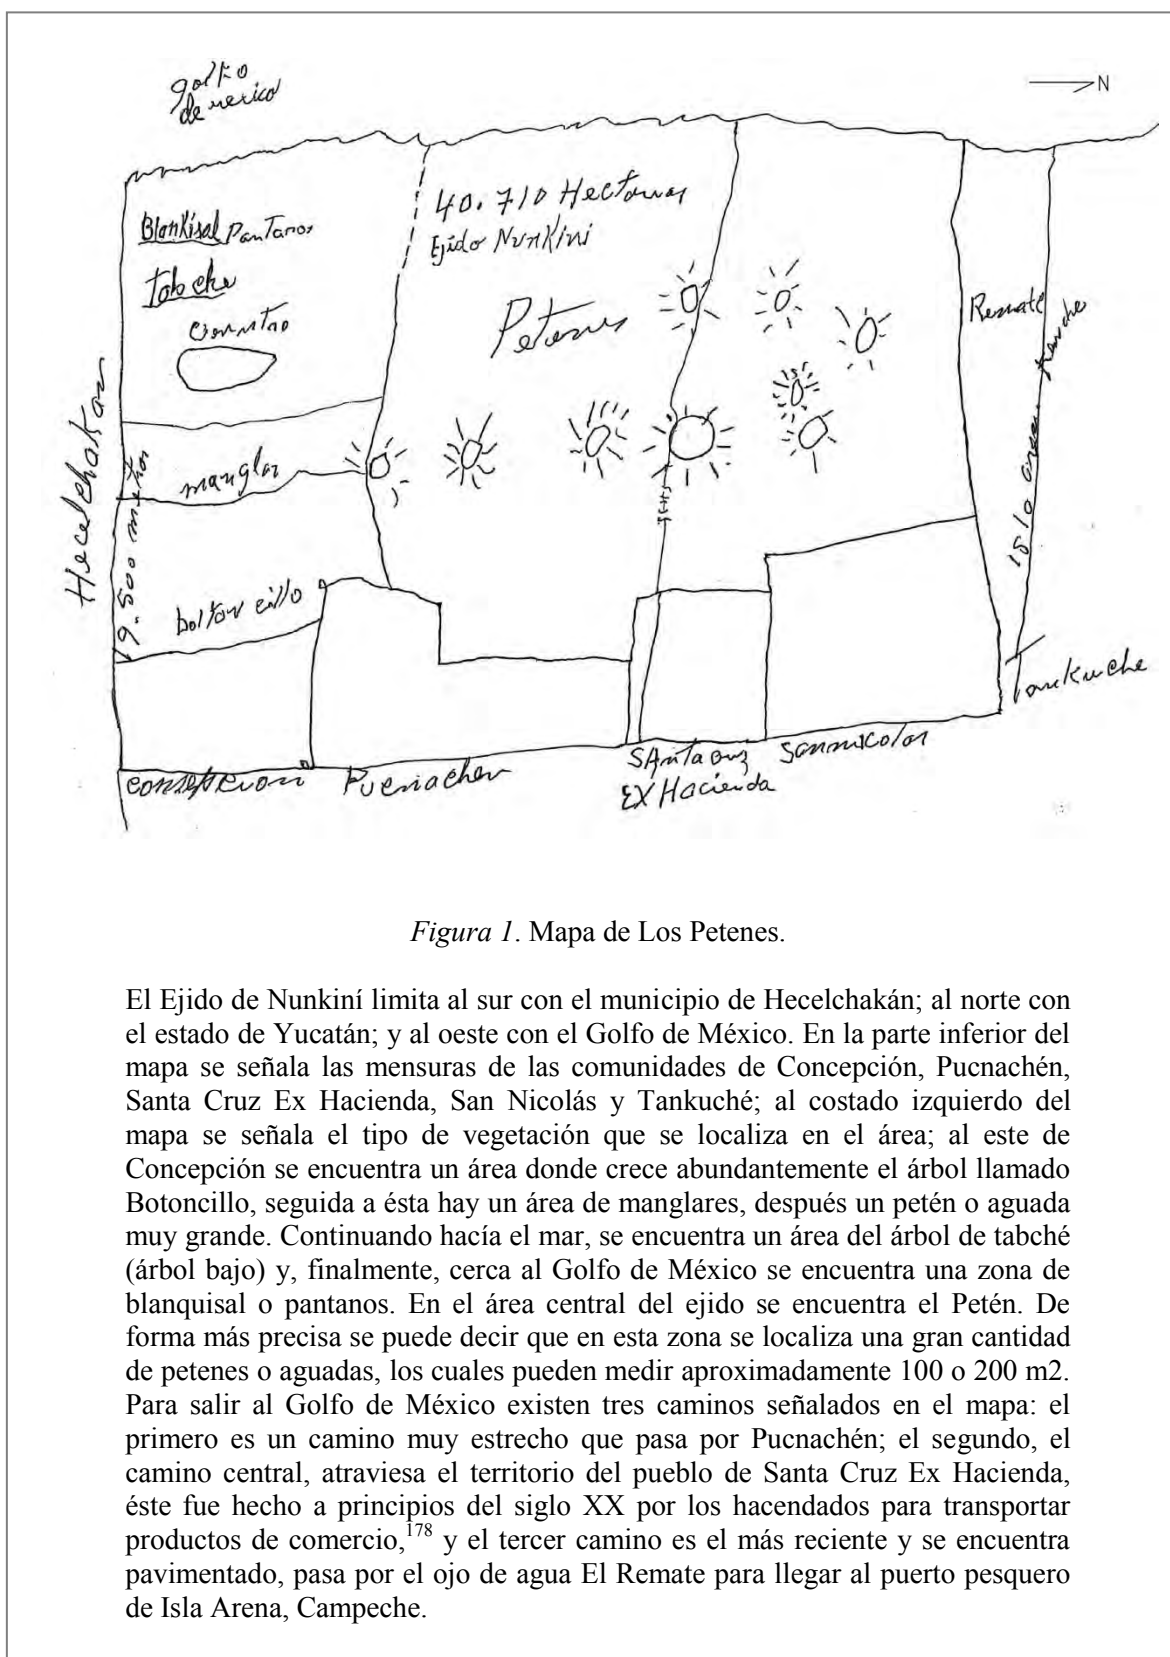 golfo
de mexico
N
40.710 Hectarias
Ejido Nunkini
Blankisal Pantanos
Tabche
Petenes
Remate
Hecelchakan
manglar
19.500 metros
boltoncillo
Tankuche
consepcion
Pucnachen
SAntacruz
EX Hacienda
Sannicolas
Figura 1. Mapa de Los Petenes.
El Ejido de Nunkiní limita al sur con el municipio de Hecelchakán; al norte con
el estado de Yucatán; y al oeste con el Golfo de México. En la parte inferior del
mapa se señala las mensuras de las comunidades de Concepción, Pucnachén,
Santa Cruz Ex Hacienda, San Nicolás y Tankuché; al costado izquierdo del
mapa se señala el tipo de vegetación que se localiza en el área; al este de
Concepción se encuentra un área donde crece abundantemente el árbol llamado
Botoncillo, seguida a ésta hay un área de manglares, después un petén o aguada
muy grande. Continuando hacía el mar, se encuentra un área del árbol de tabché
(árbol bajo) y, finalmente, cerca al Golfo de México se encuentra una zona de
blanquisal o pantanos. En el área central del ejido se encuentra el Petén. De
forma más precisa se puede decir que en esta zona se localiza una gran cantidad
de petenes o aguadas, los cuales pueden medir aproximadamente 100 o 200 m2.
Para salir al Golfo de México existen tres caminos señalados en el mapa: el
primero es un camino muy estrecho que pasa por Pucnachén; el segundo, el
camino central, atraviesa el territorio del pueblo de Santa Cruz Ex Hacienda,
éste fue hecho a principios del siglo XX por los hacendados para transportar
productos de comercio,178 y el tercer camino es el más reciente y se encuentra
pavimentado, pasa por el ojo de agua El Remate para llegar al puerto pesquero
de Isla Arena, Campeche.